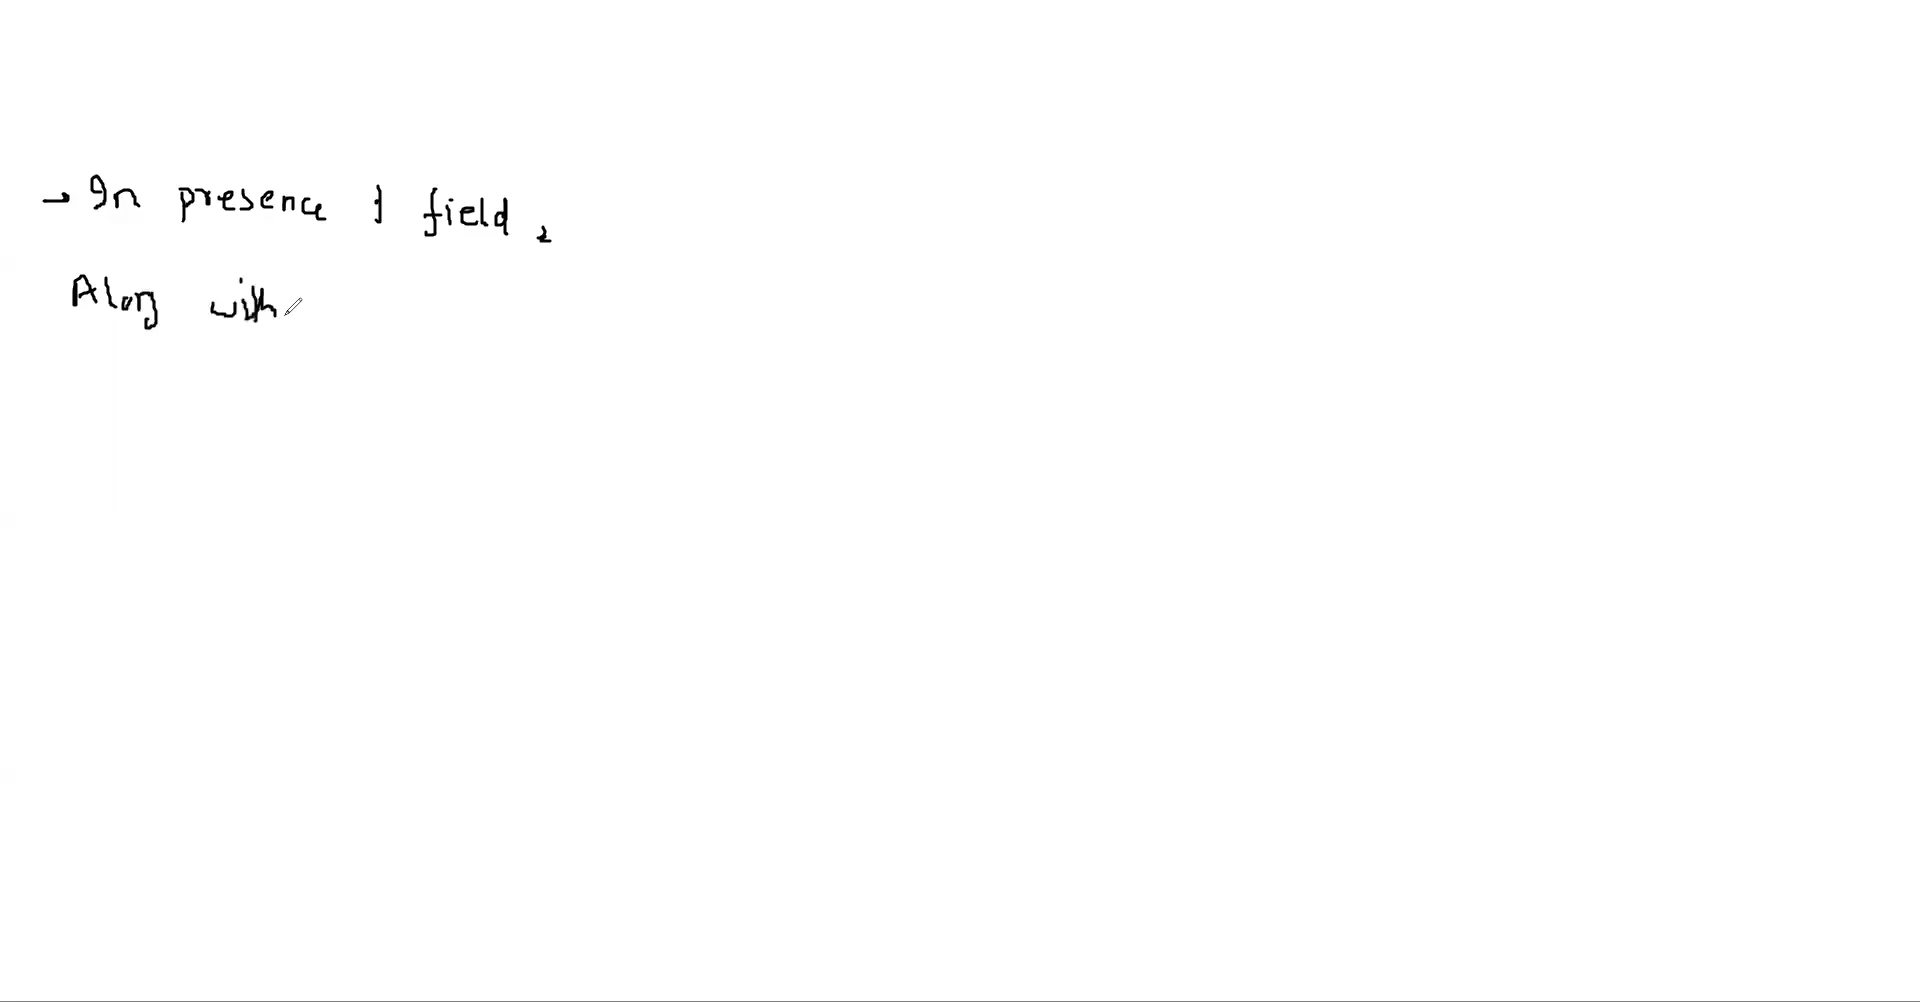 → In presence of field,
Along with